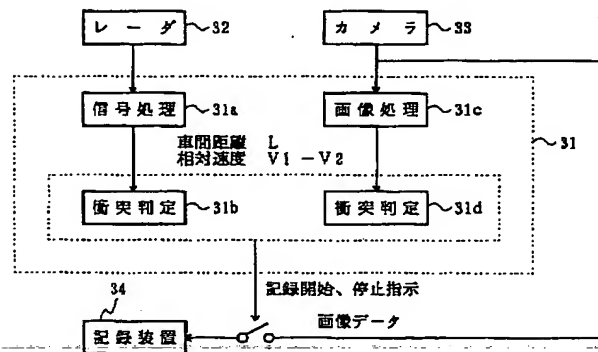 レーダ 32 カメラ 33
信号処理 31a 画像処理 31c
31
車間距離 L
相対速度 V1-V2
衝突判定 31b 衝突判定 31d
記録開始、停止指示
34
画像データ
記録装置